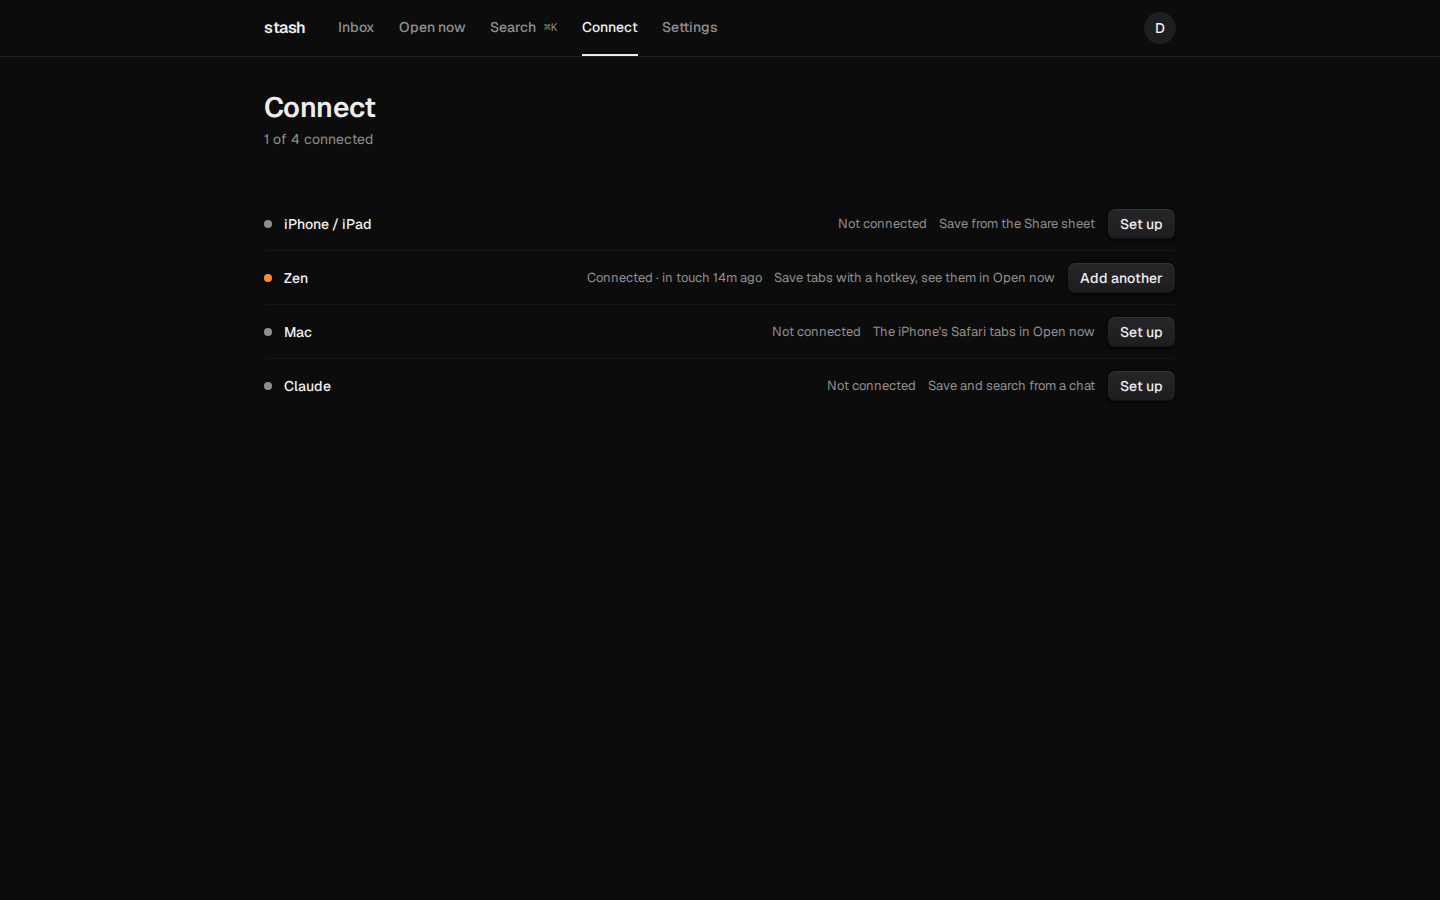 stash Inbox Open now Search ⌘K Connect Settings D
Connect
1 of 4 connected
iPhone / iPad Not connected Save from the Share sheet Set up
Zen Connected · in touch 14m ago Save tabs with a hotkey, see them in Open now Add another
Mac Not connected The iPhone's Safari tabs in Open now Set up
Claude Not connected Save and search from a chat Set up